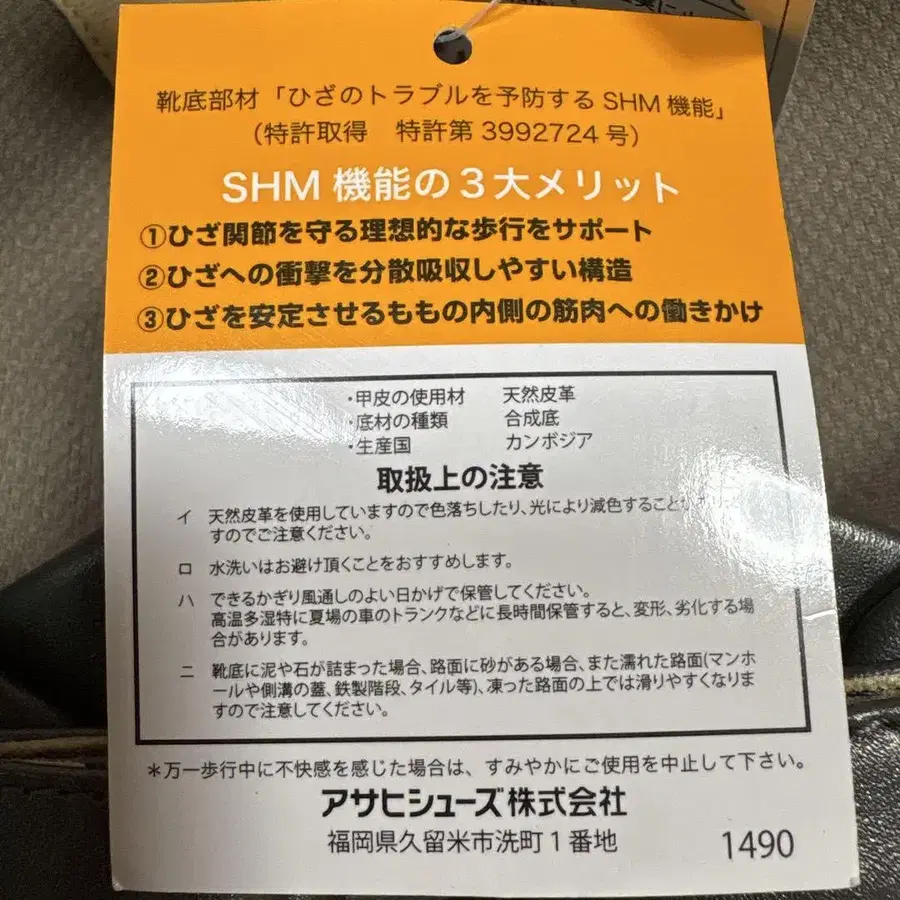 靴底部材「ひざのトラブルを予防するSHM機能」
(特許取得 特許第3992724号)
SHM機能の3大メリット
①ひざ関節を守る理想的な歩行をサポート
②ひざへの衝撃を分散吸収しやすい構造
③ひざを安定させるももの内側の筋肉への働きかけ
・甲皮の使用材 天然皮革
・底材の種類 合成底
・生産国 カンボジア
取扱上の注意
イ 天然皮革を使用していますので色落ちしたり、光により減色すること
すのでご注意ください。
ロ 水洗いはお避け頂くことをおすすめします。
ハ できるかぎり風通しのよい日かげで保管してください。
高温多湿特に夏場の車のトランクなどに長時間保管すると、変形、劣化する場
合があります。
ニ 靴底に泥や石が詰まった場合、路面に砂がある場合、また濡れた路面(マンホ
ールや側溝の蓋、鉄製階段、タイル等)、凍った路面の上では滑りやすくなりま
すので注意してください。
*万一歩行中に不快感を感じた場合は、すみやかにご使用を中止して下さい。
アサヒシューズ株式会社
福岡県久留米市洗町1番地 1490